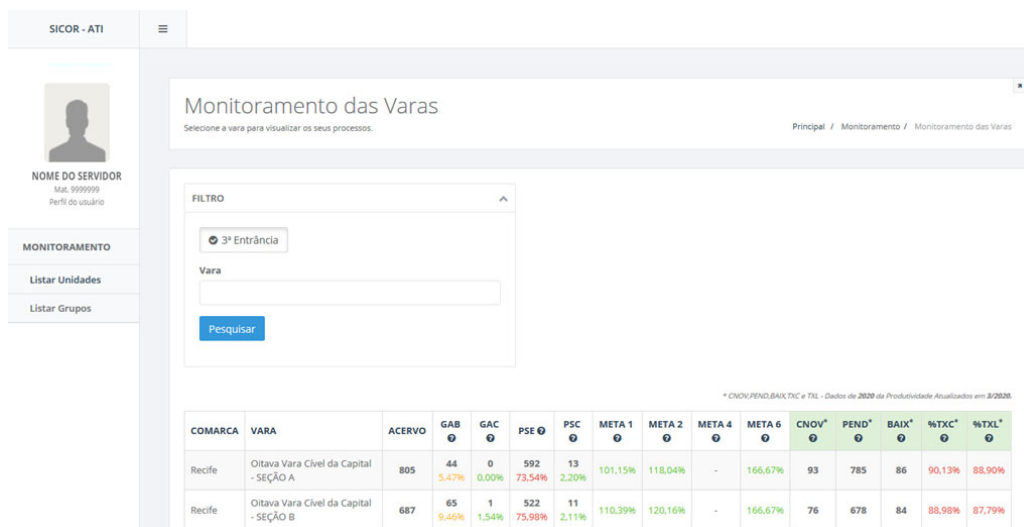 SICOR - ATI
Monitoramento das Varas
Selecione a vara para visualizar os seus processos.
Principal / Monitoramento / Monitoramento das Varas
NOME DO SERVIDOR
Mat. 9999999
Perfil do usuário
MONITORAMENTO
Listar Unidades
Listar Grupos
FILTRO
3ª Entrância
Vara
Pesquisar
* CNOV,PEND,BAIX,TXC e TXL - Dados de 2020 da Produtividade Atualizados em 3/2020.
COMARCA VARA ACERVO GAB GAC PSE PSC META 1 META 2 META 4 META 6 CNOV* PEND* BAIX* %TXC* %TXL*
Recife Oitava Vara Cível da Capital - SEÇÃO A 805 44 5,47% 0 0,00% 592 73,54% 13 2,20% 101,15% 118,04% - 166,67% 93 785 86 90,13% 88,90%
Recife Oitava Vara Cível da Capital - SEÇÃO B 687 65 9,46% 1 1,54% 522 75,98% 11 2,11% 110,39% 120,16% - 166,67% 76 678 84 88,98% 87,79%